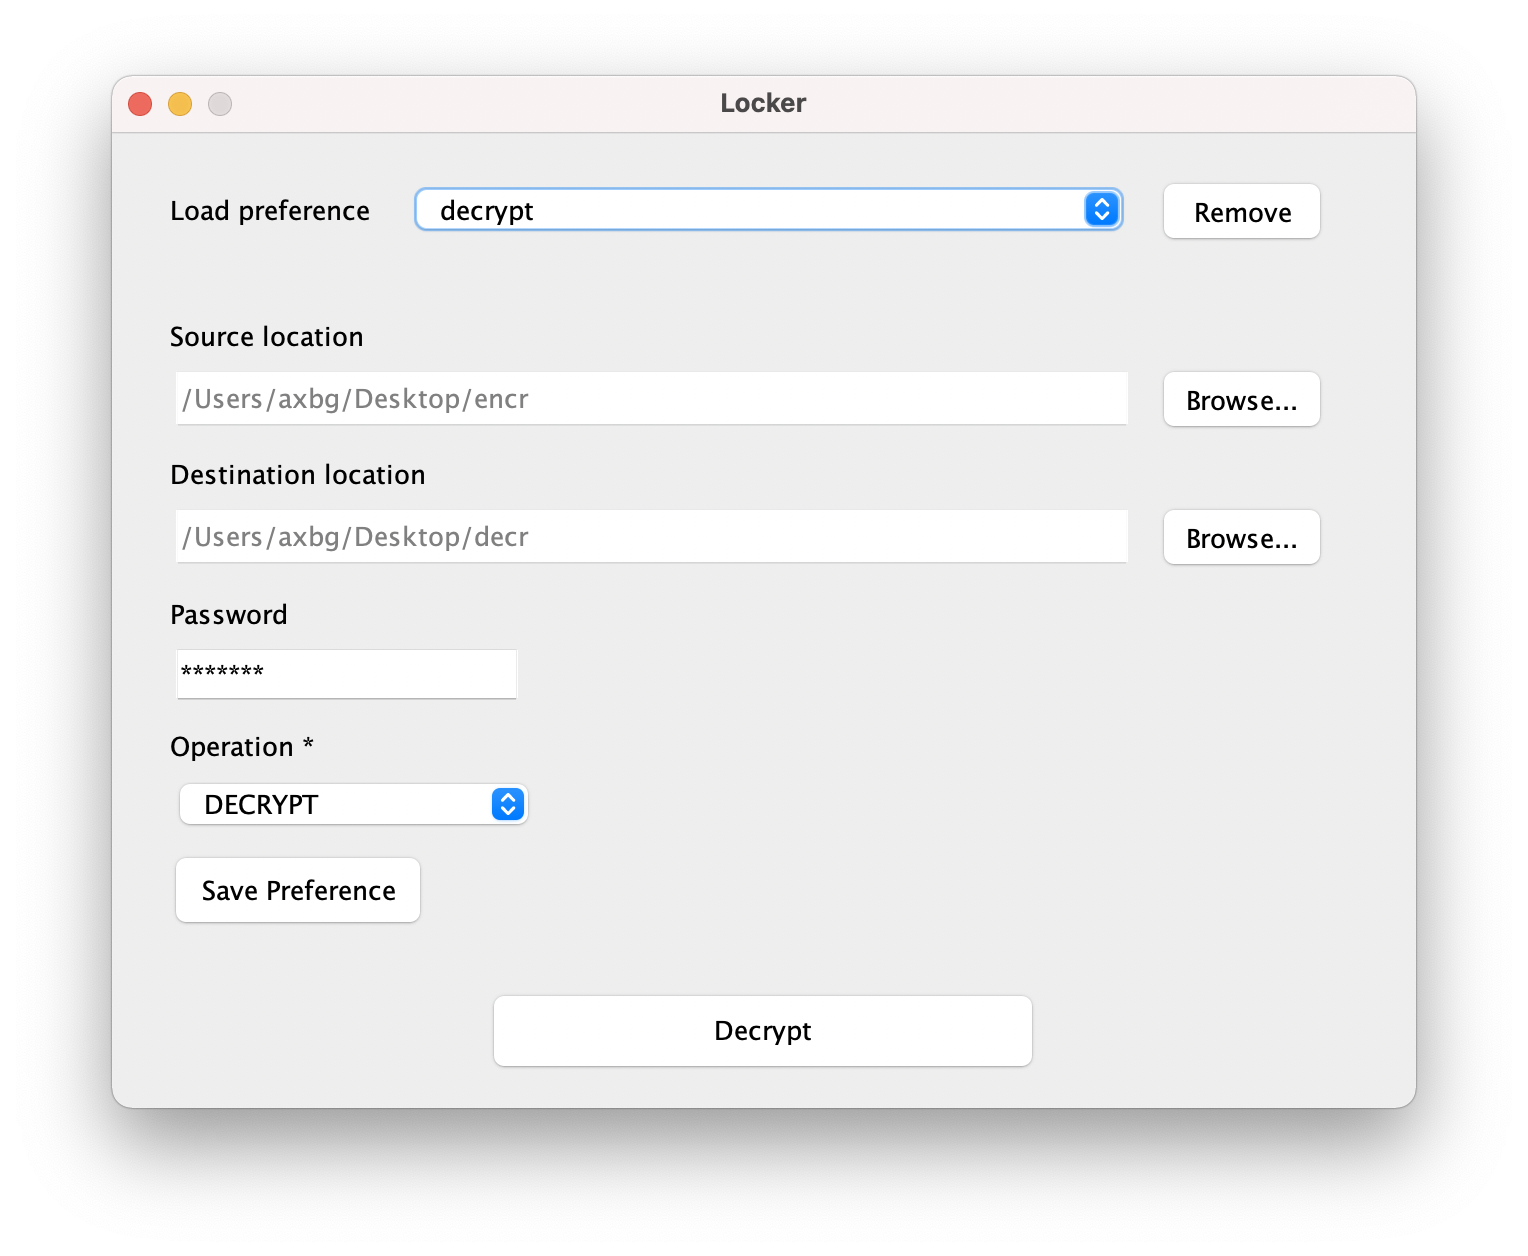 Locker
Load preference decrypt Remove
Source location
/Users/axbg/Desktop/encr Browse...
Destination location
/Users/axbg/Desktop/decr Browse...
Password
*******
Operation *
DECRYPT
Save Preference
Decrypt